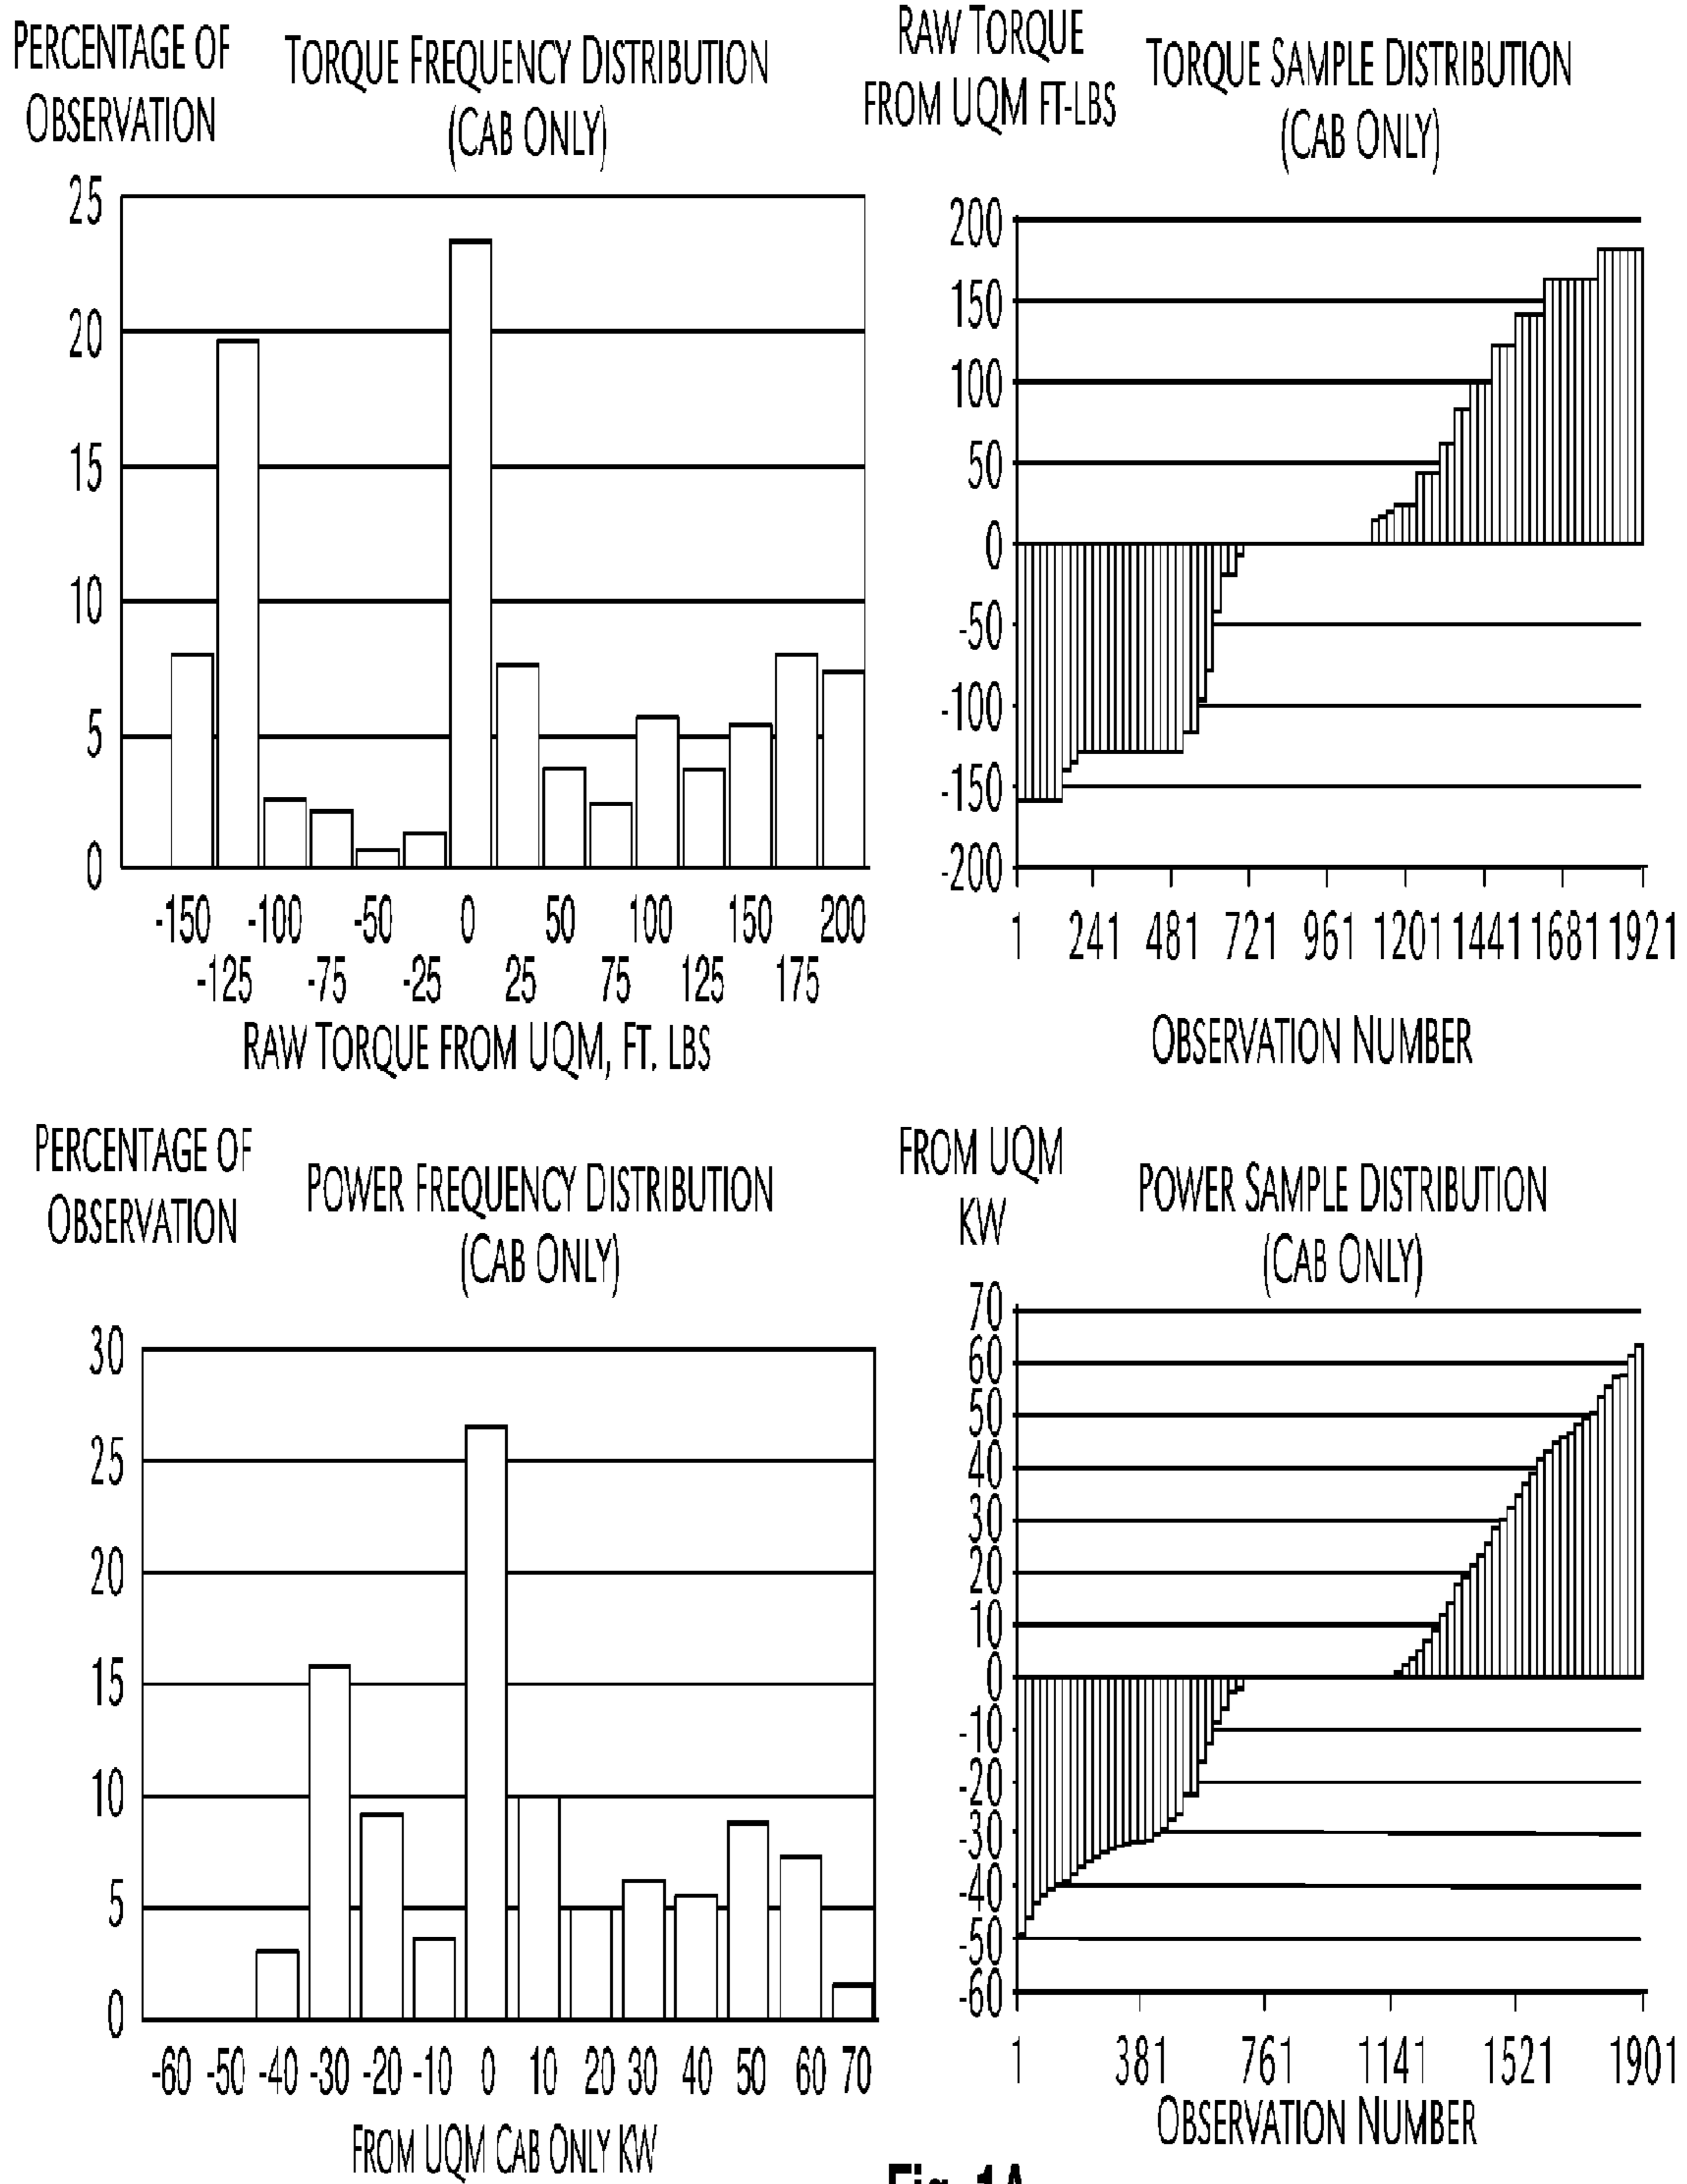 PERCENTAGE OF
OBSERVATION
TORQUE FREQUENCY DISTRIBUTION
(CAB ONLY)
25
20
15
10
5
0
-150 -100 -50 0 50 100 150 200
-125 -75 -25 25 75 125 175
RAW TORQUE FROM UQM, FT. LBS
RAW TORQUE
FROM UQM FT-LBS
TORQUE SAMPLE DISTRIBUTION
(CAB ONLY)
200
150
100
50
0
-50
-100
-150
-200
1 241 481 721 961 1201 1441 1681 1921
OBSERVATION NUMBER
PERCENTAGE OF
OBSERVATION
POWER FREQUENCY DISTRIBUTION
(CAB ONLY)
30
25
20
15
10
5
0
-60 -50 -40 -30 -20 -10 0 10 20 30 40 50 60 70
FROM UQM CAB ONLY KW
FROM UQM
KW
POWER SAMPLE DISTRIBUTION
(CAB ONLY)
70
60
50
40
30
20
10
0
-10
-20
-30
-40
-50
-60
1 381 761 1141 1521 1901
OBSERVATION NUMBER
Fig. 1A